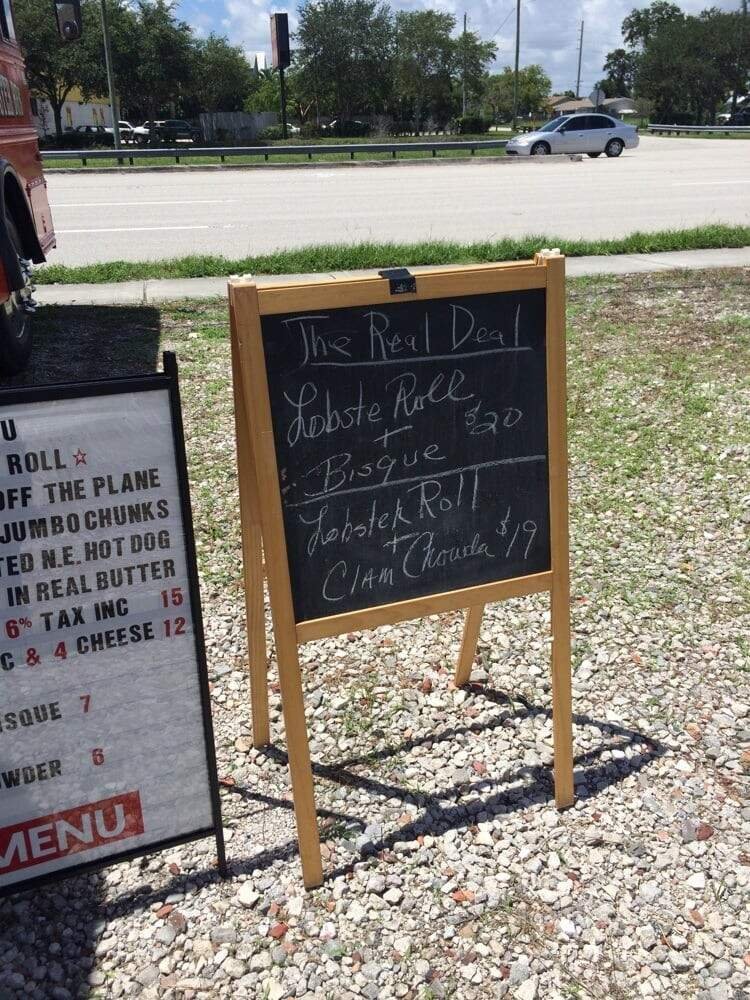 U
ROLL ☆
OFF THE PLANE
JUMBO CHUNKS
TED N.E. HOT DOG
IN REAL BUTTER
6% TAX INC 15
C & 4 CHEESE 12
ISQUE 7
WDER 6
MENU
The Real Deal
Lobste Roll
+ $20
Bisque
Lobster Roll
+
Clam Chowda $19